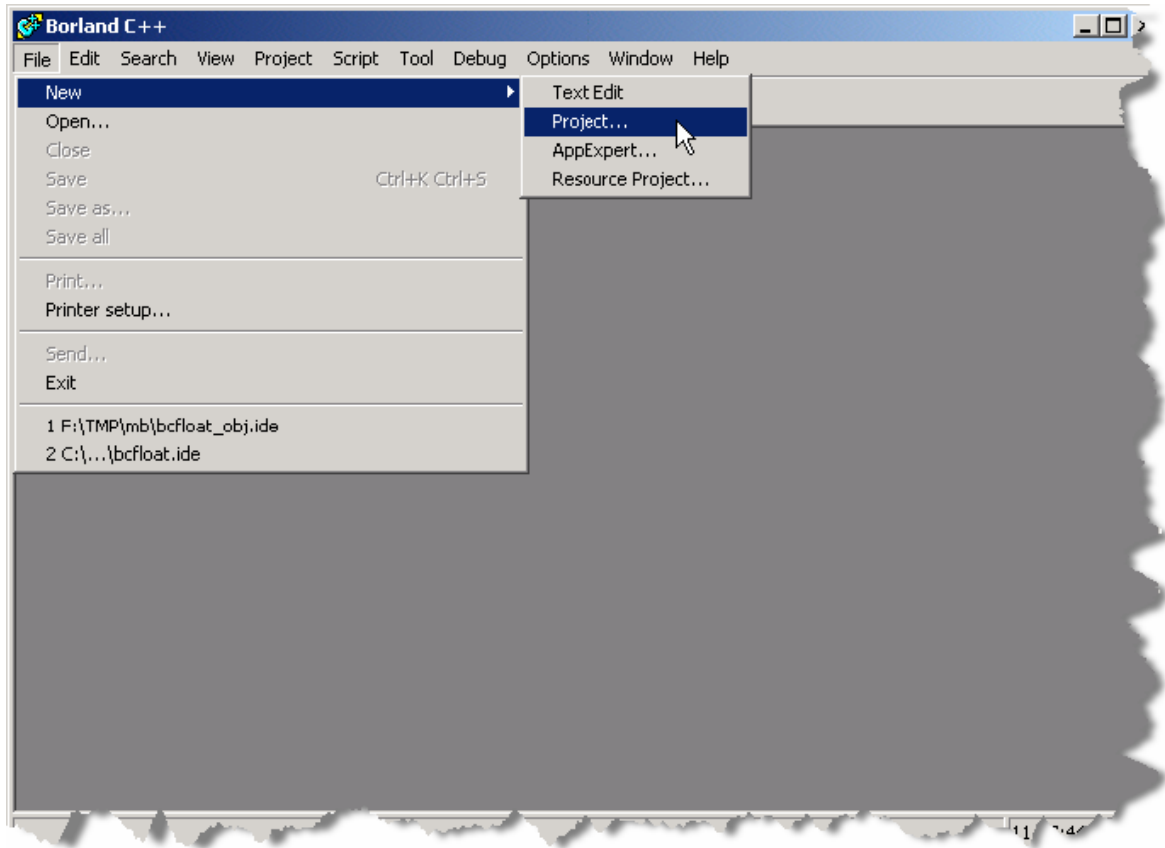 Borland C++
File Edit Search View Project Script Tool Debug Options Window Help
New
Open...
Close
Save Ctrl+K Ctrl+S
Save as...
Save all
Print...
Printer setup...
Send...
Exit
1 F:\TMP\mb\bcfloat_obj.ide
2 C:\...\bcfloat.ide
Text Edit
Project...
AppExpert...
Resource Project...